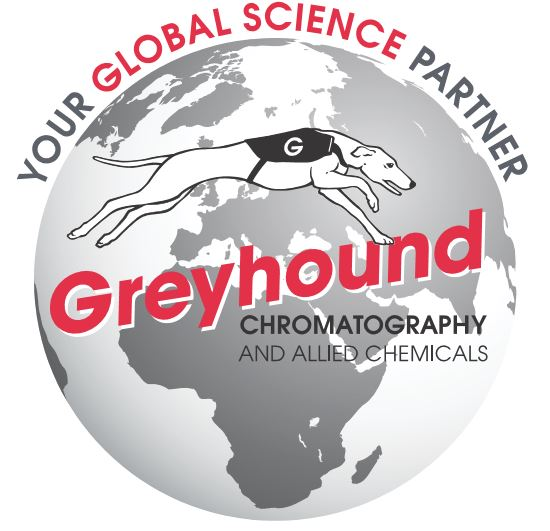 YOUR GLOBAL SCIENCE PARTNER
G
Greyhound
CHROMATOGRAPHY
AND ALLIED CHEMICALS